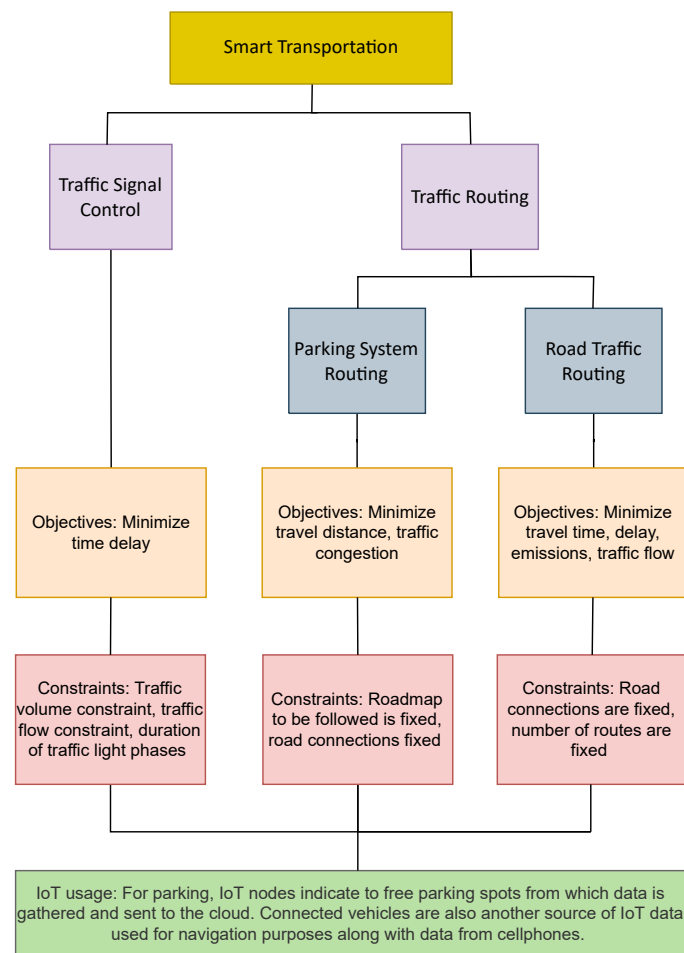 Smart Transportation
Traffic Signal
Control
Traffic Routing
Parking System
Routing
Road Traffic
Routing
Objectives: Minimize
time delay
Objectives: Minimize
travel distance, traffic
congestion
Objectives: Minimize
travel time, delay,
emissions, traffic flow
Constraints: Traffic
volume constraint, traffic
flow constraint, duration
of traffic light phases
Constraints: Roadmap
to be followed is fixed,
road connections fixed
Constraints: Road
connections are fixed,
number of routes are
fixed
IoT usage: For parking, IoT nodes indicate to free parking spots from which data is
gathered and sent to the cloud. Connected vehicles are also another source of IoT data
used for navigation purposes along with data from cellphones.